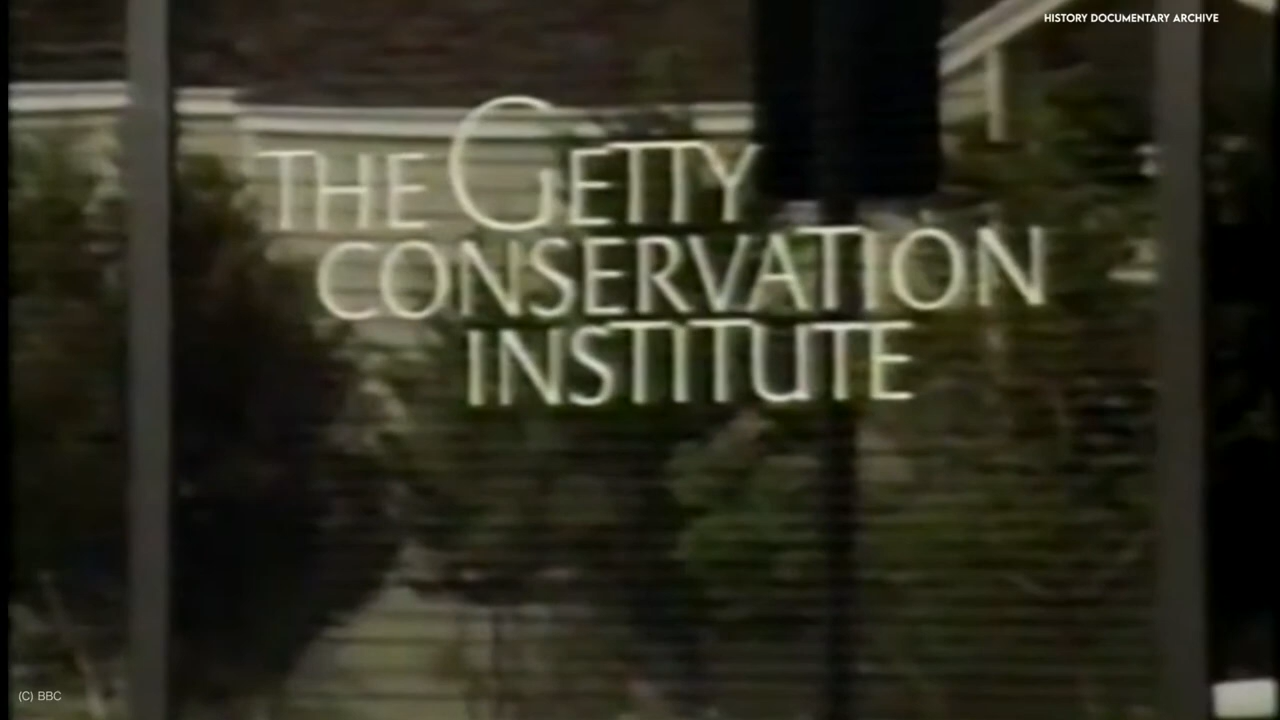 HISTORY DOCUMENTARY ARCHIVE
THE GETTY
CONSERVATION
INSTITUTE
(C) BBC